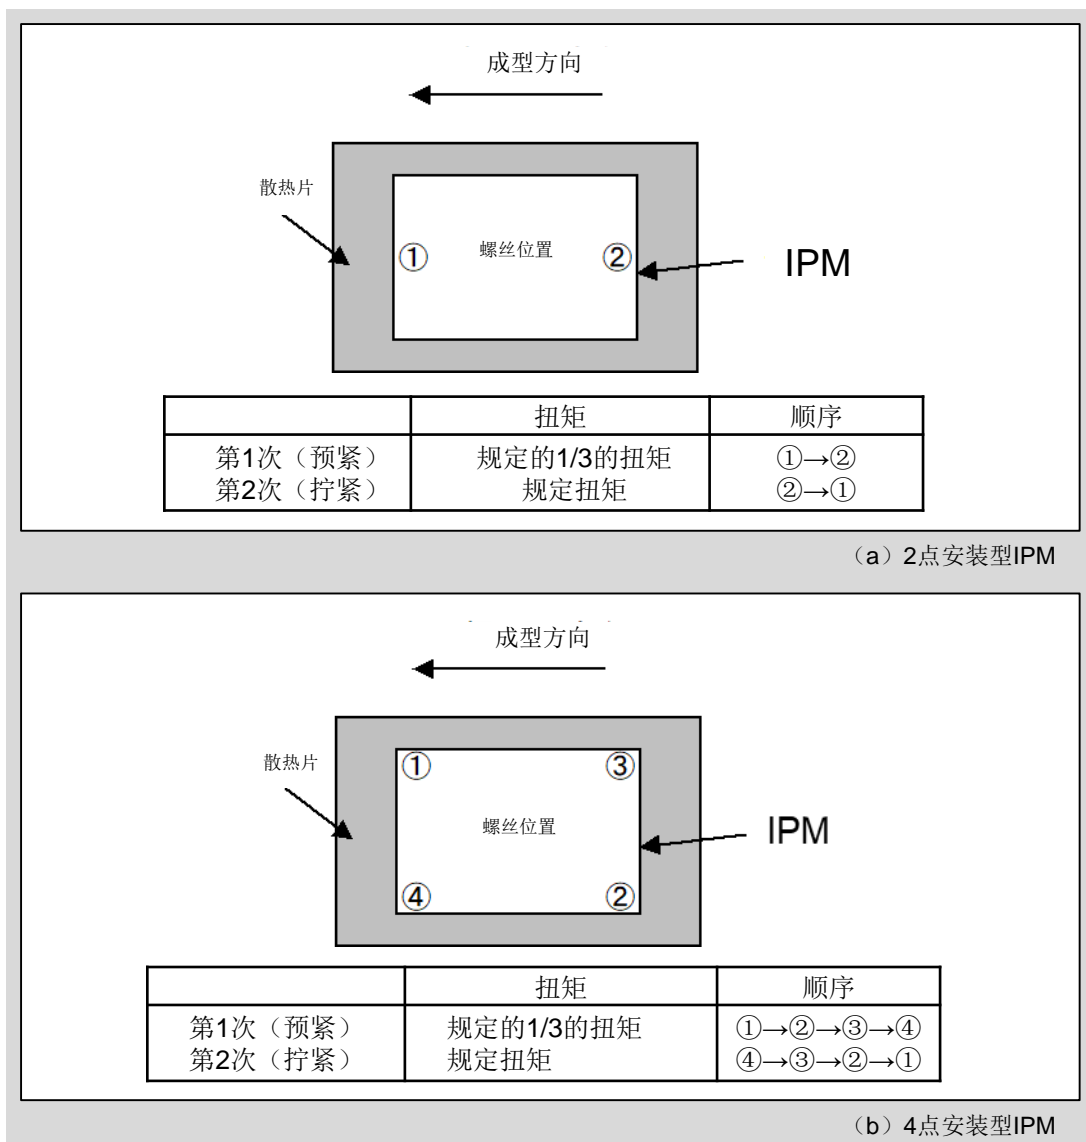 成型方向
散热片
① 螺丝位置 ② IPM
扭矩 顺序
第1次（预紧） 规定的1/3的扭矩 ①→②
第2次（拧紧） 规定扭矩 ②→①
（a）2点安装型IPM
成型方向
① ③
散热片
螺丝位置 IPM
④ ②
扭矩 顺序
第1次（预紧） 规定的1/3的扭矩 ①→②→③→④
第2次（拧紧） 规定扭矩 ④→③→②→①
（b）4点安装型IPM